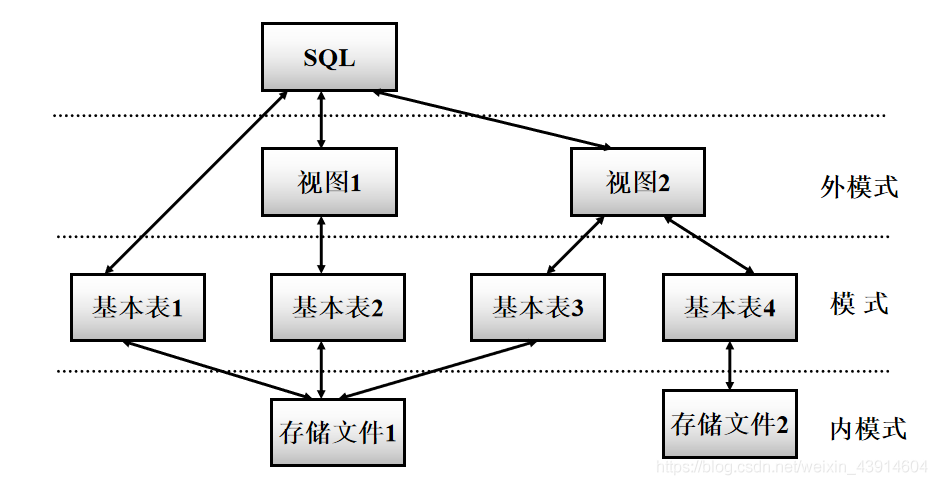 SQL
视图1
视图2
外模式
基本表1
基本表2
基本表3
基本表4
模 式
存储文件1
存储文件2
内模式
https://blog.csdn.net/weixin_43914604